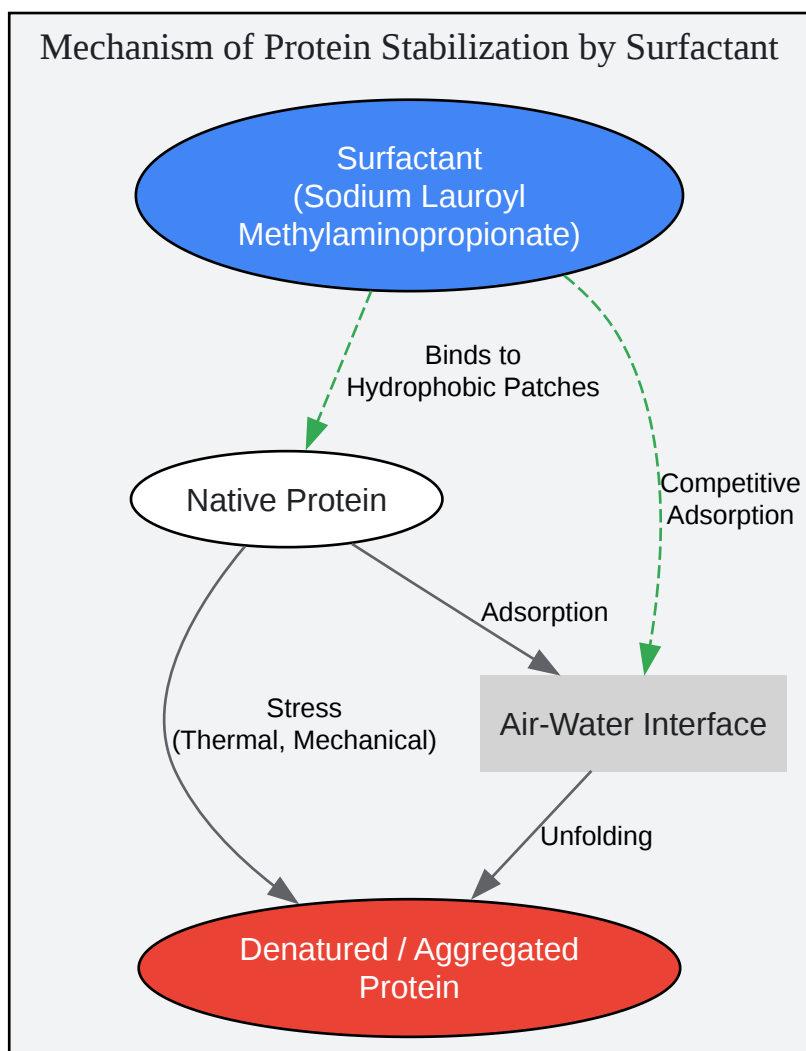 Mechanism of Protein Stabilization by Surfactant
Surfactant
(Sodium Lauroyl
Methylaminopropionate)
Binds to
Hydrophobic Patches
Native Protein
Competitive
Adsorption
Adsorption
Stress
(Thermal, Mechanical)
Air-Water Interface
Unfolding
Denatured / Aggregated
Protein